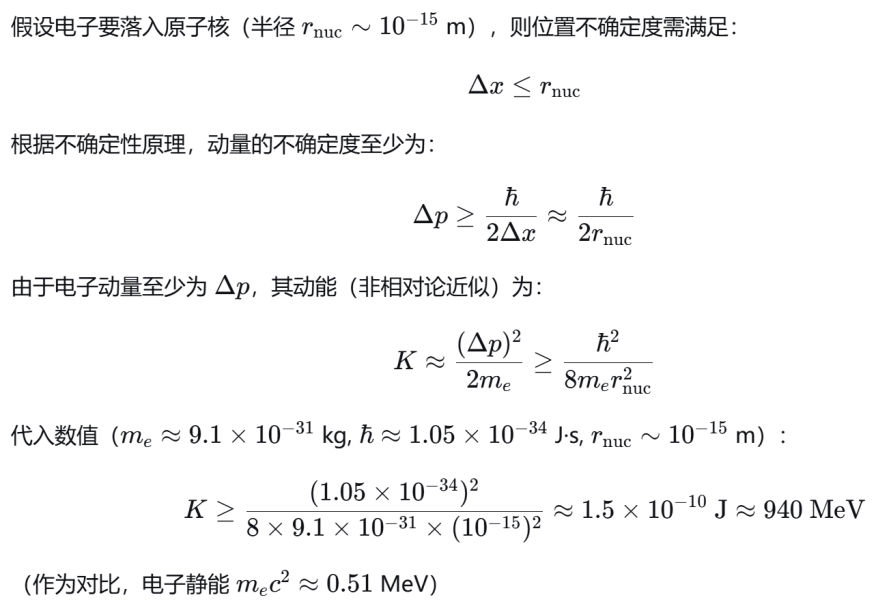 假设电子要落入原子核（半径 $r_{\text{nuc}} \sim 10^{-15}$ m），则位置不确定度需满足：
$$\Delta x \leq r_{\text{nuc}}$$
根据不确定性原理，动量的不确定度至少为：
$$\Delta p \geq \frac{\hbar}{2\Delta x} \approx \frac{\hbar}{2r_{\text{nuc}}}$$
由于电子动量至少为 $\Delta p$，其动能（非相对论近似）为：
$$K \approx \frac{(\Delta p)^2}{2m_e} \geq \frac{\hbar^2}{8m_e r_{\text{nuc}}^2}$$
代入数值（$m_e \approx 9.1 \times 10^{-31}$ kg, $\hbar \approx 1.05 \times 10^{-34}$ J·s, $r_{\text{nuc}} \sim 10^{-15}$ m）:
$$K \geq \frac{(1.05 \times 10^{-34})^2}{8 \times 9.1 \times 10^{-31} \times (10^{-15})^2} \approx 1.5 \times 10^{-10} \text{ J} \approx 940 \text{ MeV}$$
（作为对比，电子静能 $m_e c^2 \approx 0.51$ MeV）